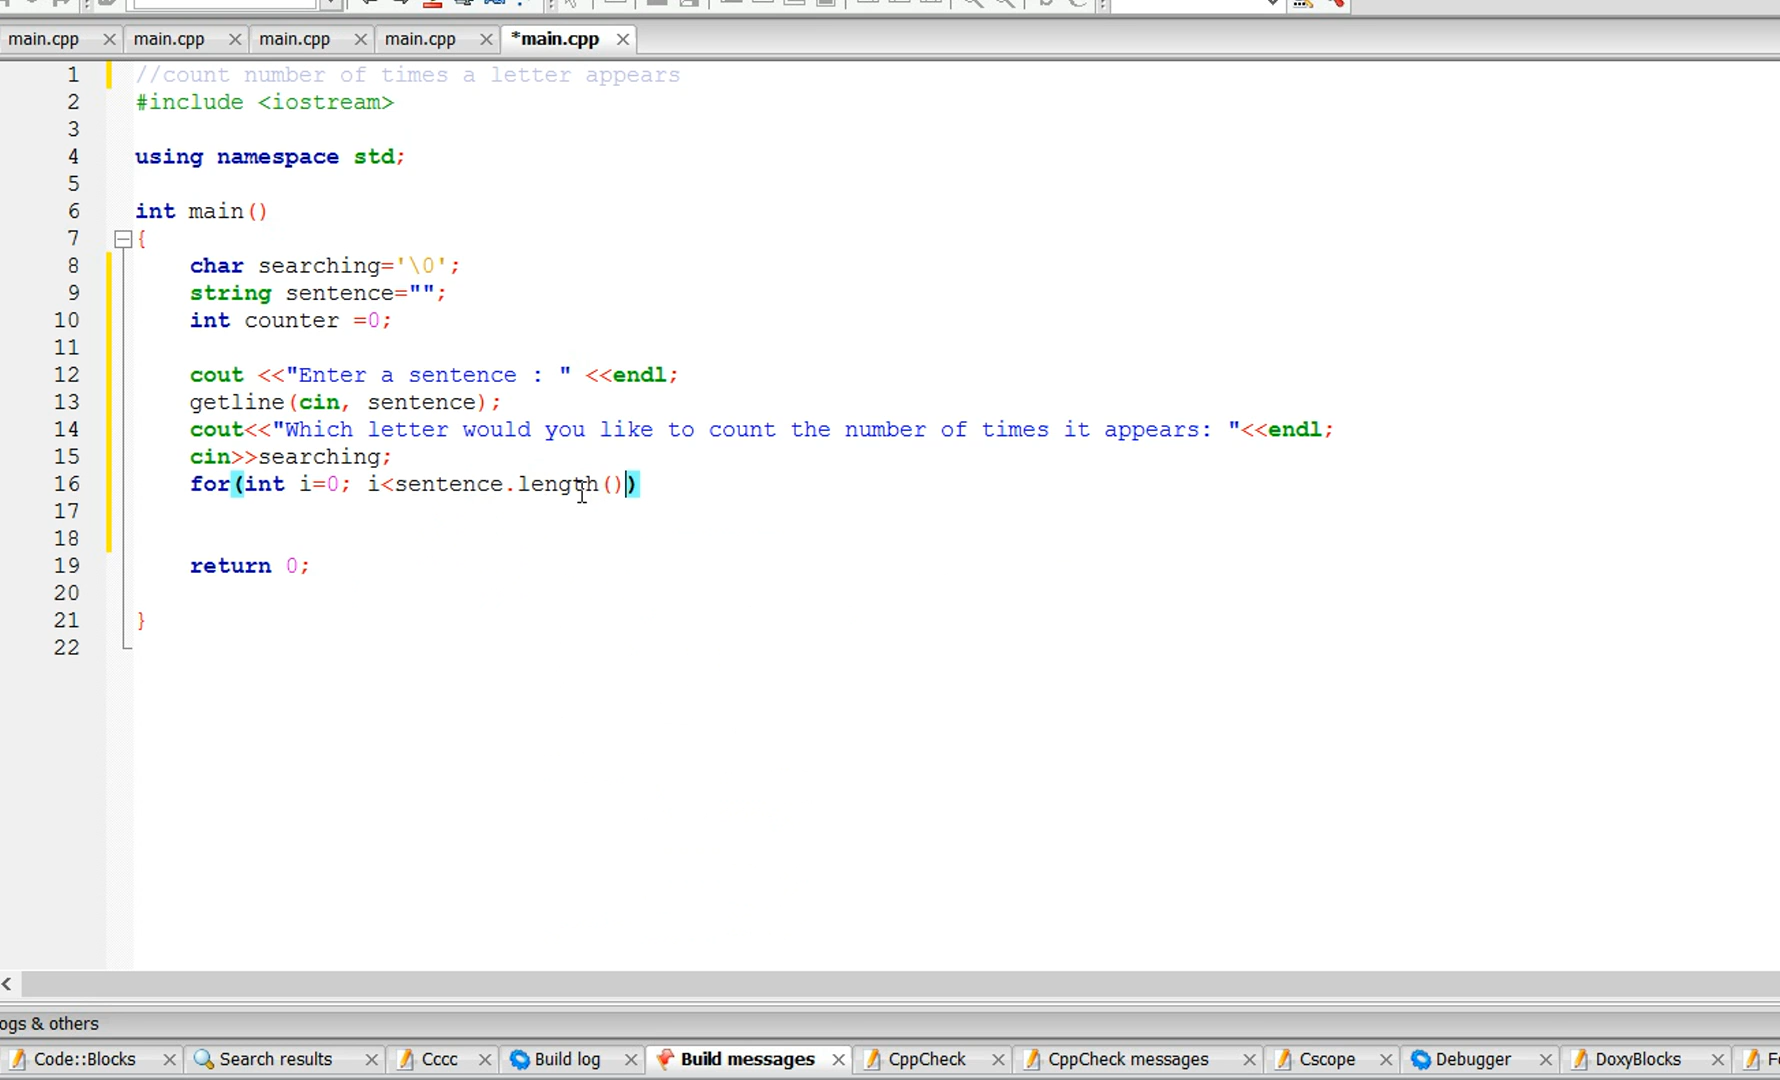 main.cpp main.cpp main.cpp main.cpp *main.cpp
1 //count number of times a letter appears
2 #include <iostream>
3
4 using namespace std;
5
6 int main()
7 {
8 char searching='\0';
9 string sentence="";
10 int counter =0;
11
12 cout <<"Enter a sentence : " <<endl;
13 getline(cin, sentence);
14 cout<<"Which letter would you like to count the number of times it appears: "<<endl;
15 cin>>searching;
16 for(int i=0; i<sentence.length())
17
18
19 return 0;
20
21 }
22
ogs & others
Code::Blocks Search results Cccc Build log Build messages CppCheck CppCheck messages Cscope Debugger DoxyBlocks F